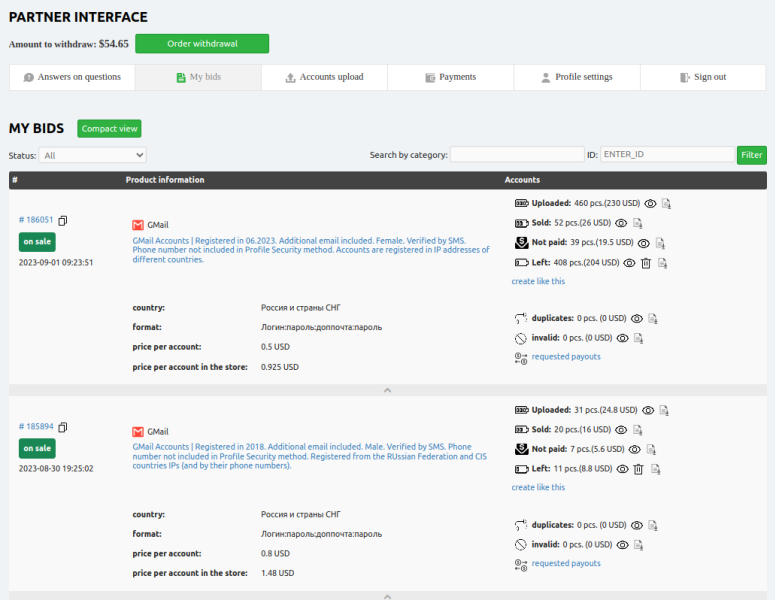 PARTNER INTERFACE
Amount to withdraw: $54.65 Order withdrawal
Answers on questions My bids Accounts upload Payments Profile settings Sign out
MY BIDS Compact view
Status: All Search by category: ID: ENTER_ID Filter
# Product information Accounts
# 186051
on sale
2023-09-01 09:23:51
GMail
GMail Accounts | Registered in 06.2023. Additional email included. Female. Verified by SMS.
Phone number not included in Profile Security method. Accounts are registered in IP addresses of
different countries.
Uploaded: 460 pcs.(230 USD)
Sold: 52 pcs.(26 USD)
Not paid: 39 pcs.(19.5 USD)
Left: 408 pcs.(204 USD)
create like this
country: Россия и страны СНГ
format: Логин:пароль:доппочта:пароль
price per account: 0.5 USD
price per account in the store: 0.925 USD
duplicates: 0 pcs. (0 USD)
invalid: 0 pcs. (0 USD)
requested payouts
# 185894
on sale
2023-08-30 19:25:02
GMail
GMail Accounts | Registered in 2018. Additional email included. Male. Verified by SMS. Phone
number not included in Profile Security method. Registered from the RUssian Federation and CIS
countries IPs (and by their phone numbers).
Uploaded: 31 pcs.(24.8 USD)
Sold: 20 pcs.(16 USD)
Not paid: 7 pcs.(5.6 USD)
Left: 11 pcs.(8.8 USD)
create like this
country: Россия и страны СНГ
format: Логин:пароль:доппочта:пароль
price per account: 0.8 USD
price per account in the store: 1.48 USD
duplicates: 0 pcs. (0 USD)
invalid: 0 pcs. (0 USD)
requested payouts